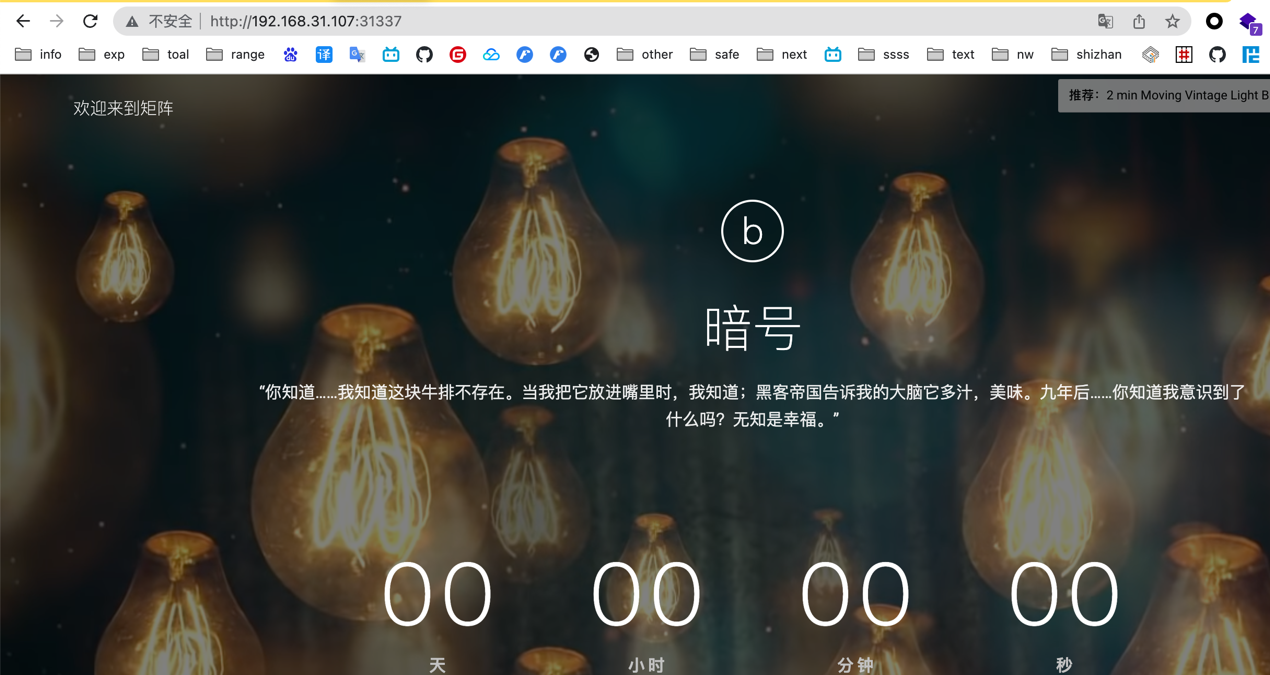 不安全 http://192.168.31.107:31337
7
info exp toal range du 译 G other safe next ssss text nw shizhan
欢迎来到矩阵
推荐：2 min Moving Vintage Light B
b
暗号
“你知道……我知道这块牛排不存在。当我把它放进嘴里时，我知道；黑客帝国告诉我的大脑它多汁，美味。九年后……你知道我意识到了
什么吗？无知是幸福。”
00 00 00 00
天 小时 分钟 秒